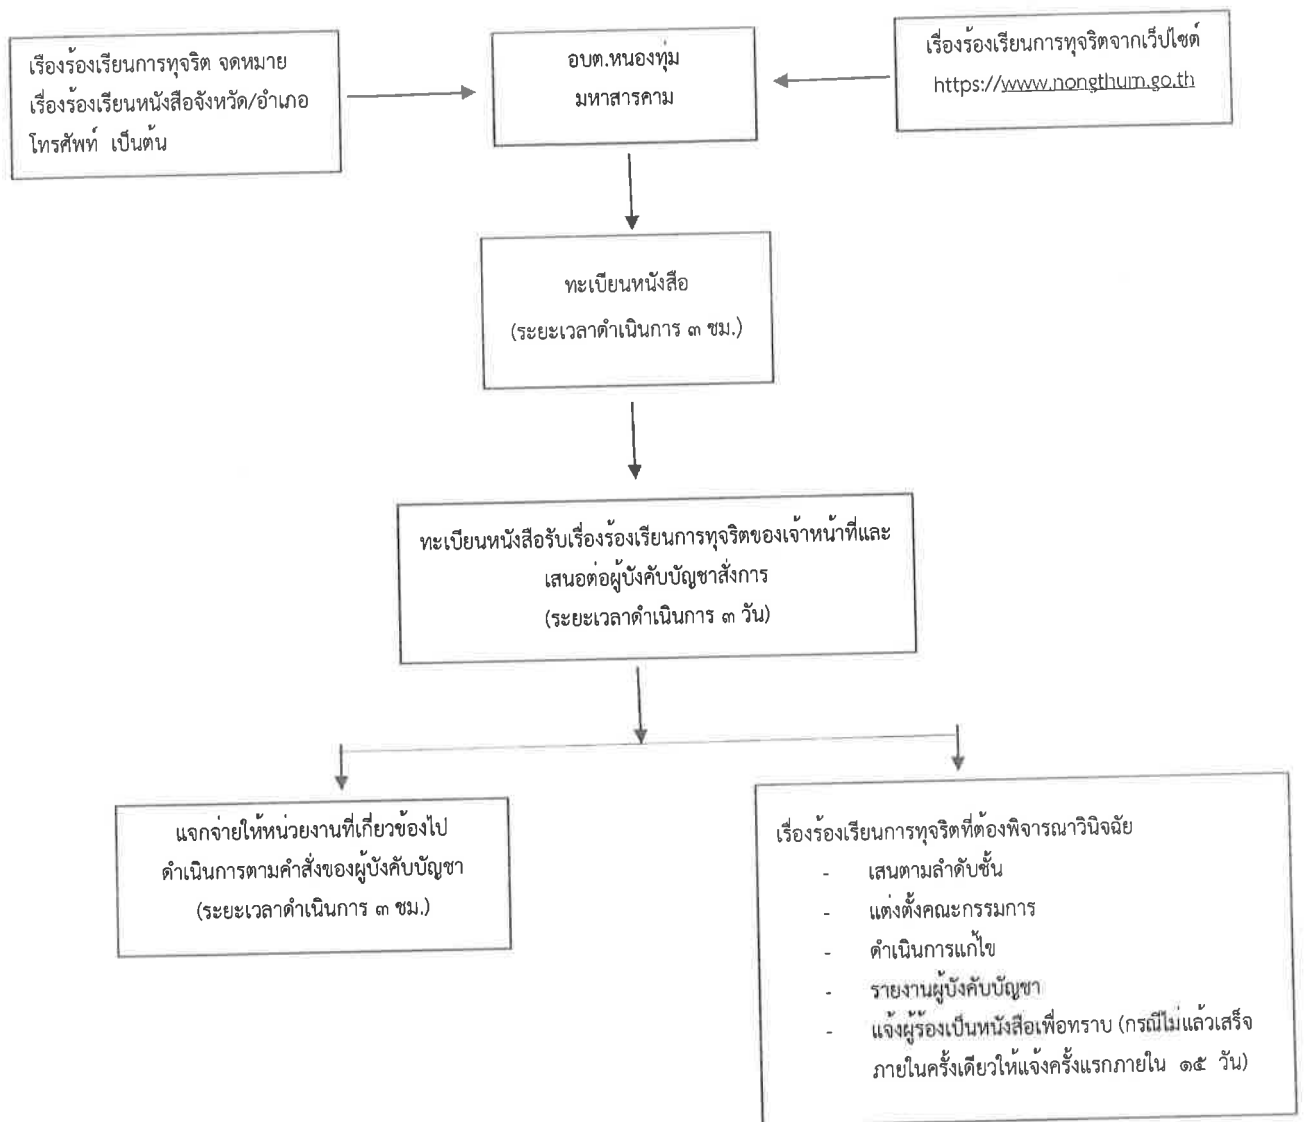 เรื่องร้องเรียนการทุจริต จดหมาย
เรื่องร้องเรียนหนังสือจังหวัด/อำเภอ
โทรศัพท์ เป็นต้น
อบต.หนองทุ่ม
มหาสารคาม
เรื่องร้องเรียนการทุจริตจากเว็ปไซต์
https://www.nongthum.go.th
ทะเบียนหนังสือ
(ระยะเวลาดำเนินการ ๓ ชม.)
ทะเบียนหนังสือรับเรื่องร้องเรียนการทุจริตของเจ้าหน้าที่และ
เสนอต่อผู้บังคับบัญชาสั่งการ
(ระยะเวลาดำเนินการ ๓ วัน)
แจกจ่ายให้หน่วยงานที่เกี่ยวข้องไป
ดำเนินการตามคำสั่งของผู้บังคับบัญชา
(ระยะเวลาดำเนินการ ๓ ชม.)
เรื่องร้องเรียนการทุจริตที่ต้องพิจารณาวินิจฉัย
- เสนตามลำดับชั้น
- แต่งตั้งคณะกรรมการ
- ดำเนินการแก้ไข
- รายงานผู้บังคับบัญชา
- แจ้งผู้ร้องเป็นหนังสือเพื่อทราบ (กรณีไม่แล้วเสร็จ
ภายในครั้งเดียวให้แจ้งครั้งแรกภายใน ๑๕ วัน)